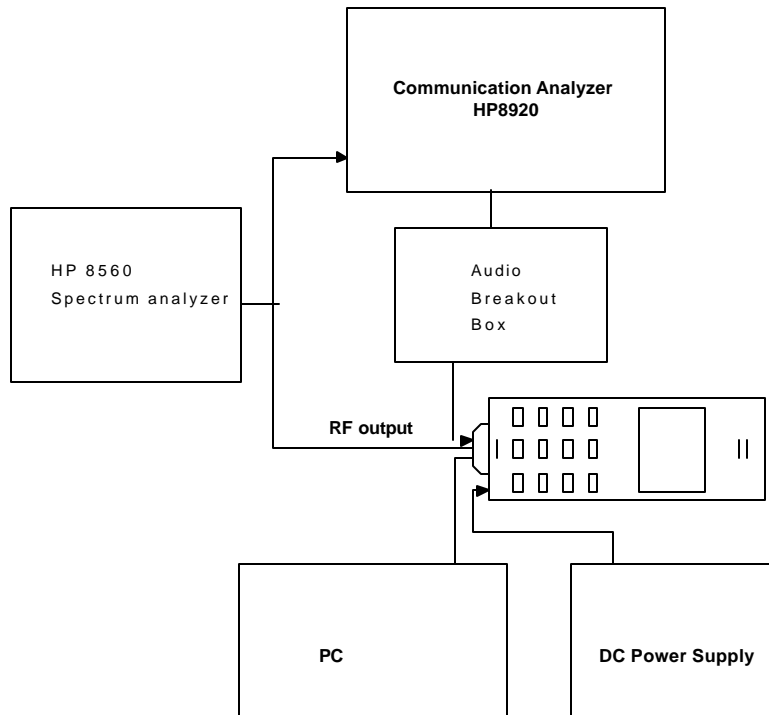 Communication Analyzer
HP8920
HP 8560
Spectrum analyzer
Audio
Breakout
Box
RF output
PC
DC Power Supply